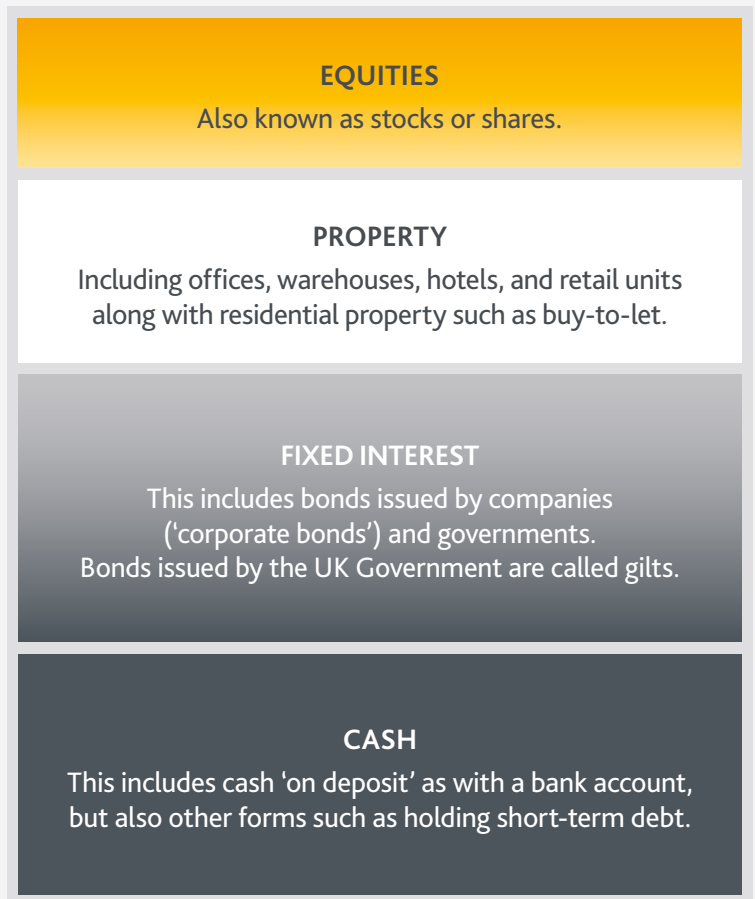 EQUITIES
Also known as stocks or shares.
PROPERTY
Including offices, warehouses, hotels, and retail units
along with residential property such as buy-to-let.
FIXED INTEREST
This includes bonds issued by companies
(‘corporate bonds’) and governments.
Bonds issued by the UK Government are called gilts.
CASH
This includes cash ‘on deposit’ as with a bank account,
but also other forms such as holding short-term debt.